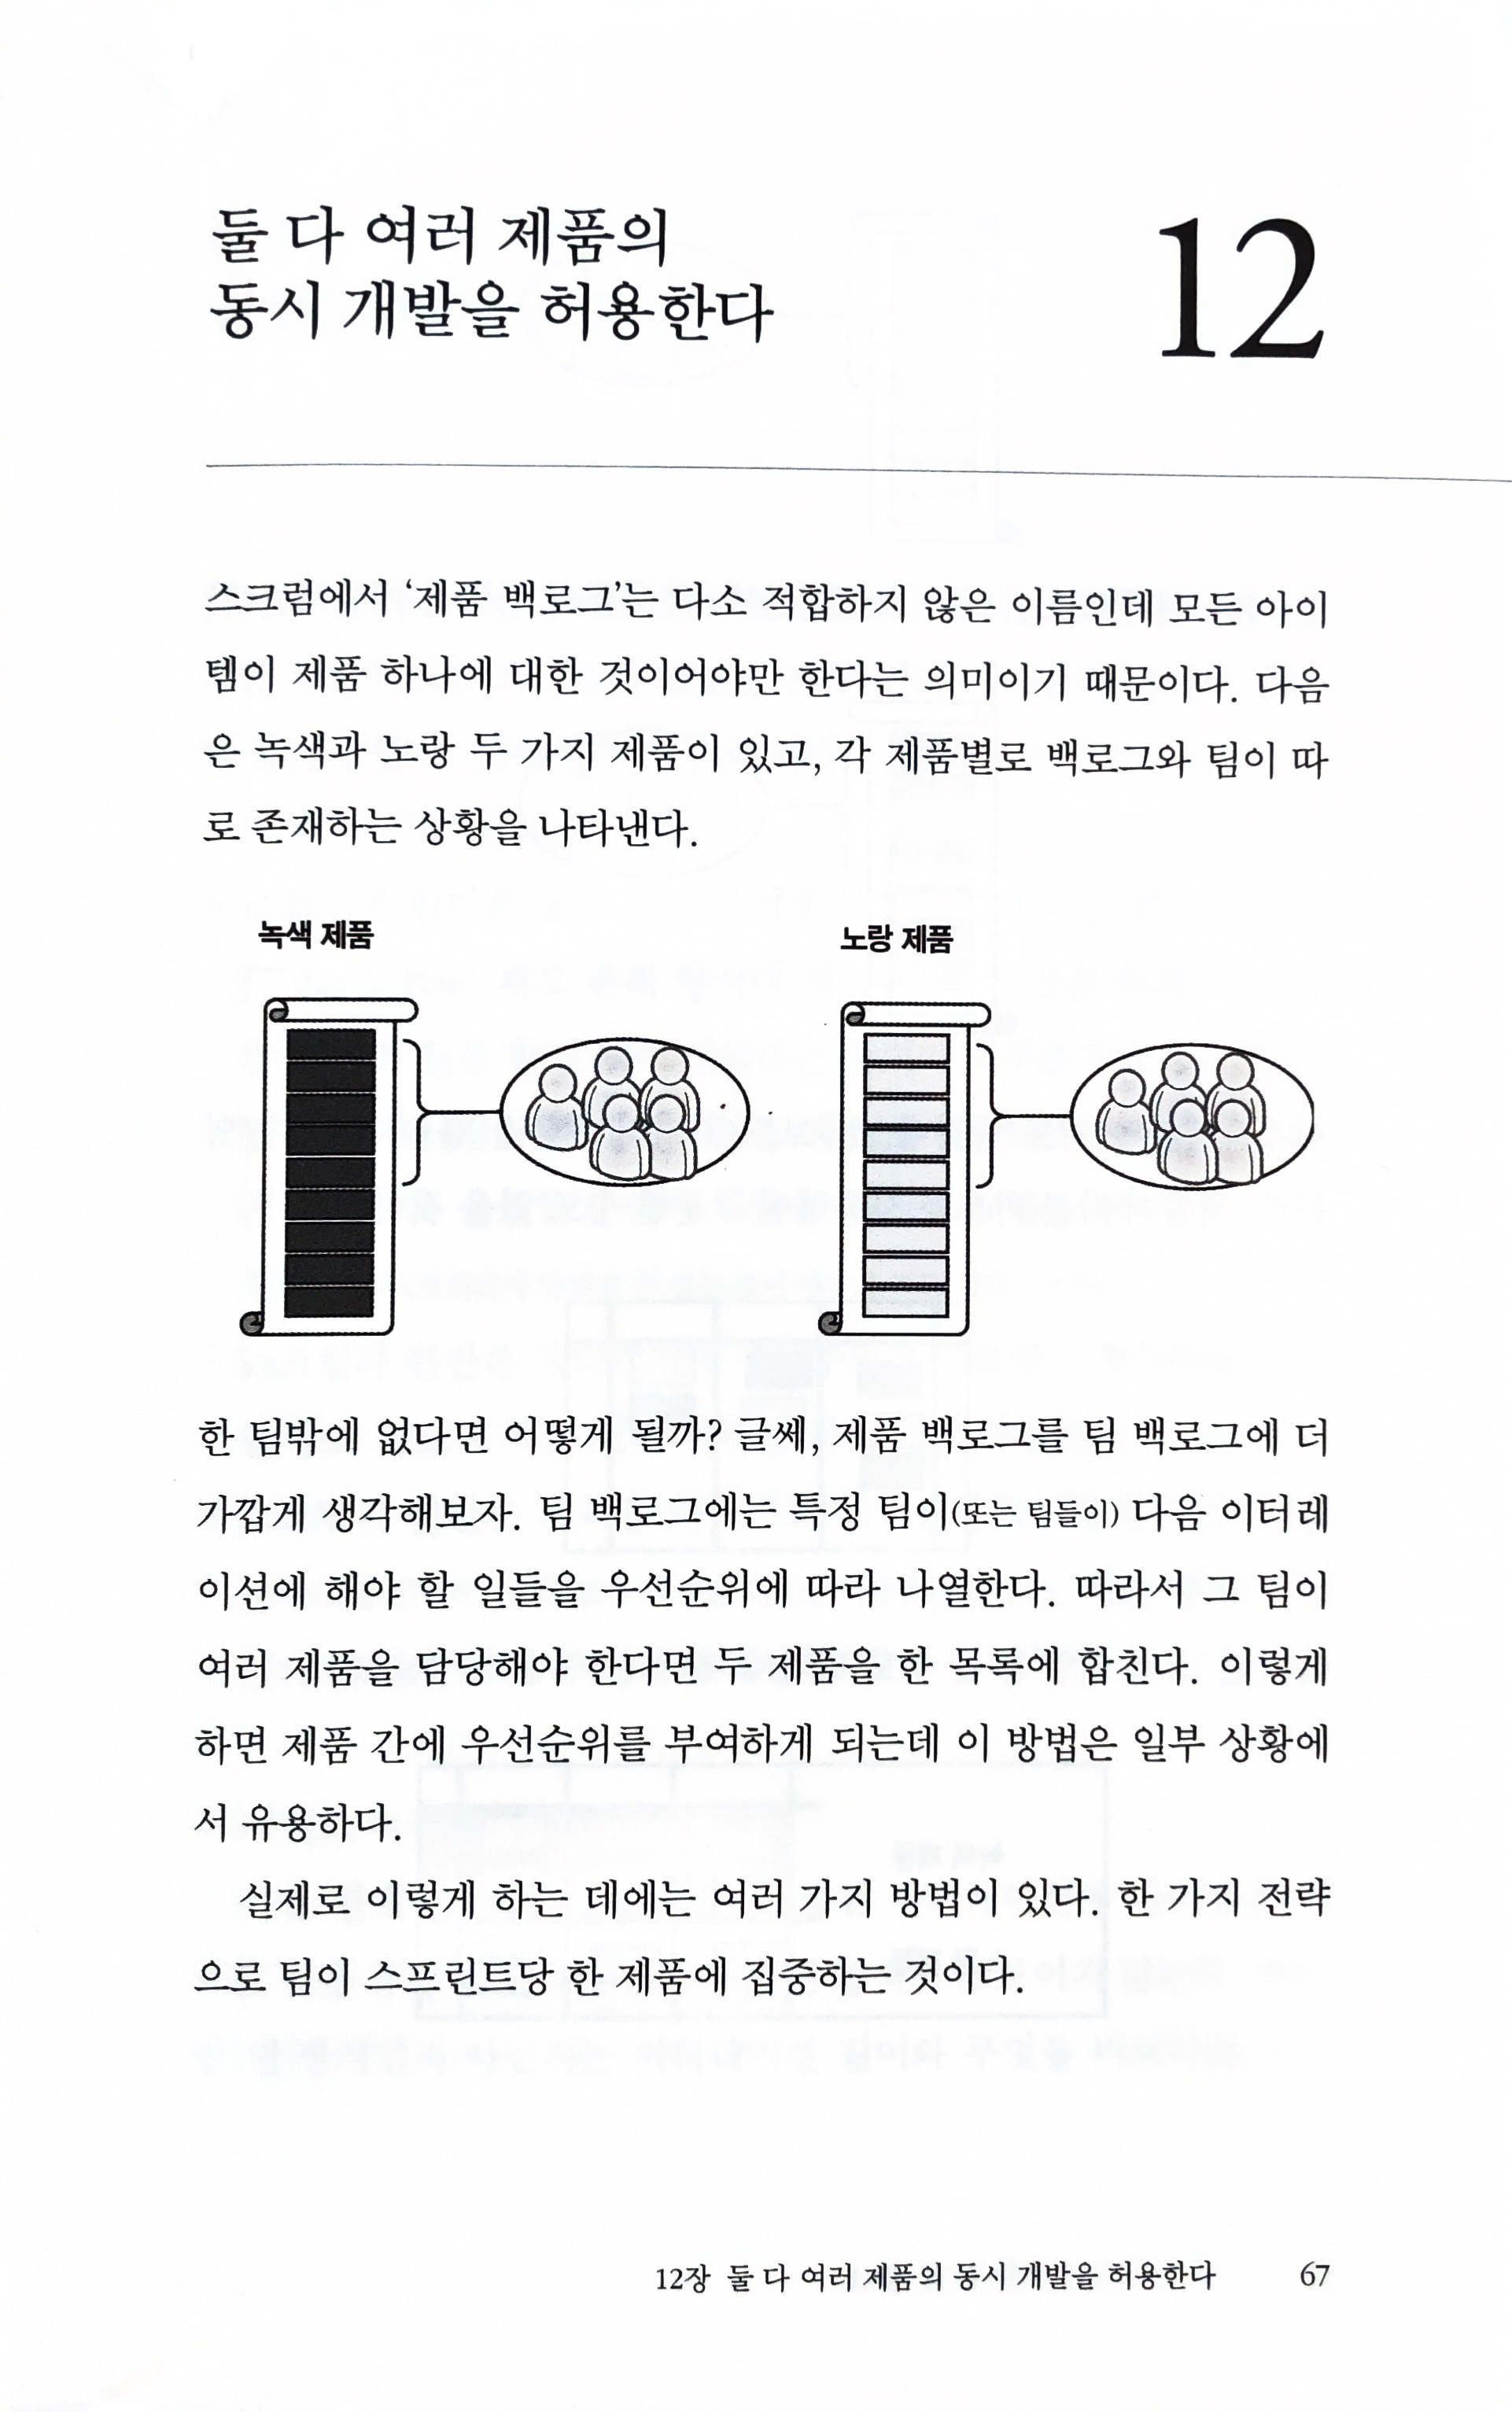 둘 다 여러 제품의
동시 개발을 허용한다
12
스크럼에서 ‘제품 백로그’는 다소 적합하지 않은 이름인데 모든 아이
템이 제품 하나에 대한 것이어야만 한다는 의미이기 때문이다. 다음
은 녹색과 노랑 두 가지 제품이 있고, 각 제품별로 백로그와 팀이 따
로 존재하는 상황을 나타낸다.
녹색 제품
노랑 제품
한 팀밖에 없다면 어떻게 될까? 글쎄, 제품 백로그를 팀 백로그에 더
가깝게 생각해보자. 팀 백로그에는 특정 팀이(또는 팀들이) 다음 이터레
이션에 해야 할 일들을 우선순위에 따라 나열한다. 따라서 그 팀이
여러 제품을 담당해야 한다면 두 제품을 한 목록에 합친다. 이렇게
하면 제품 간에 우선순위를 부여하게 되는데 이 방법은 일부 상황에
서 유용하다.
실제로 이렇게 하는 데에는 여러 가지 방법이 있다. 한 가지 전략
으로 팀이 스프린트당 한 제품에 집중하는 것이다.
12장 둘 다 여러 제품의 동시 개발을 허용한다 67